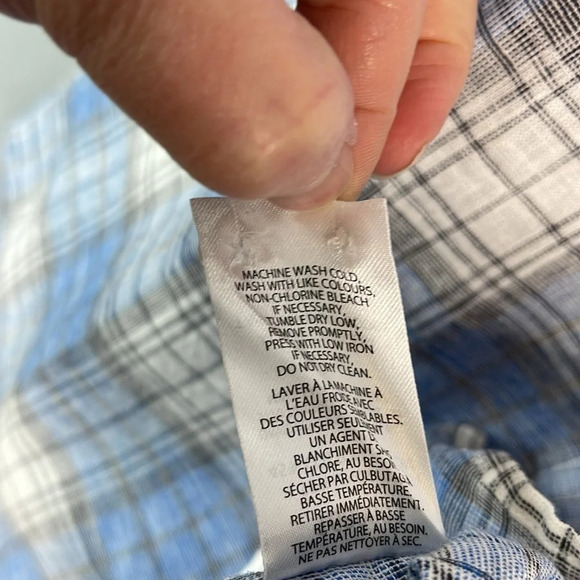 MACHINE WASH COLD,
WASH WITH LIKE COLOURS,
NON-CHLORINE BLEACH
IF NECESSARY,
TUMBLE DRY LOW,
REMOVE PROMPTLY,
PRESS WITH LOW IRON
IF NECESSARY,
DO NOT DRY CLEAN.
LAVER À LA MACHINE À
L'EAU FROIDE AVEC
DES COULEURS SEMBLABLES.
UTILISER SEULEMENT
UN AGENT D
BLANCHIMENT
CHLORE, AU BESOIN
SÉCHER PAR CULBUTAGE
BASSE TEMPÉRATURE.
RETIRER IMMÉDIATEMENT.
REPASSER À BASSE
TEMPÉRATURE, AU BESOIN.
NE PAS NETTOYER À SEC.